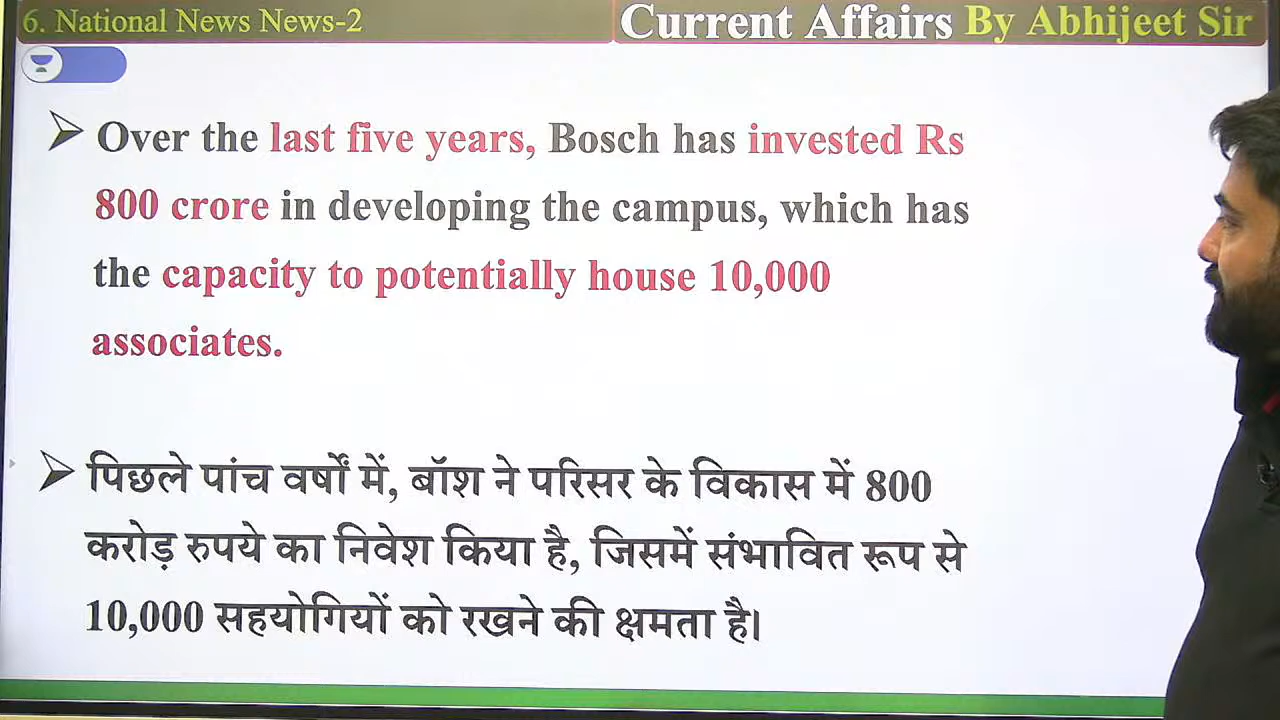 6. National News News-2
Current Affairs By Abhijeet Sir
Over the last five years, Bosch has invested Rs
800 crore in developing the campus, which has
the capacity to potentially house 10,000
associates.
पिछले पांच वर्षों में, बॉश ने परिसर के विकास में 800
करोड़ रुपये का निवेश किया है, जिसमें संभावित रूप से
10,000 सहयोगियों को रखने की क्षमता है।